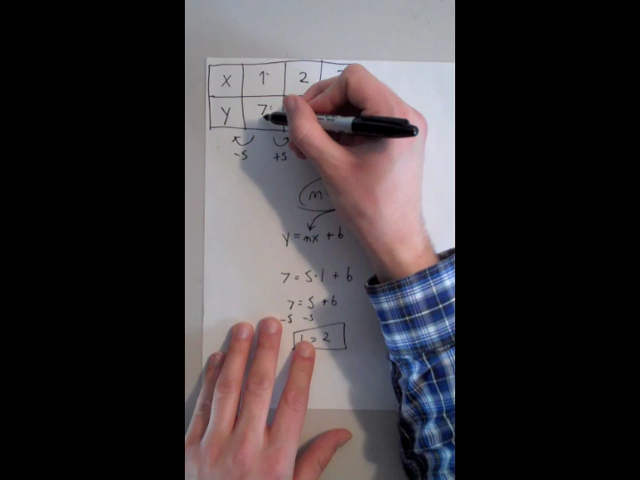 x 1 2
y 7
-5 +5
(m
y = mx + b
7 = 5·1 + b
7 = 5 + b
-5 -5
= 2